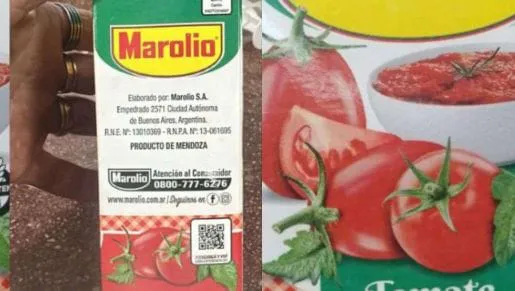 Marolio
Elaborado por: Marolio S.A.
Empedrado 2571 Ciudad Autónoma
de Buenos Aires, Argentina.
R.N.E. Nº: 13010369 - R.N.P.A. Nº: 13-061695
PRODUCTO DE MENDOZA
Marolio Atención al Consumidor
0800-777-6276
www.marolio.com.ar / Seguinos en f
Tomate